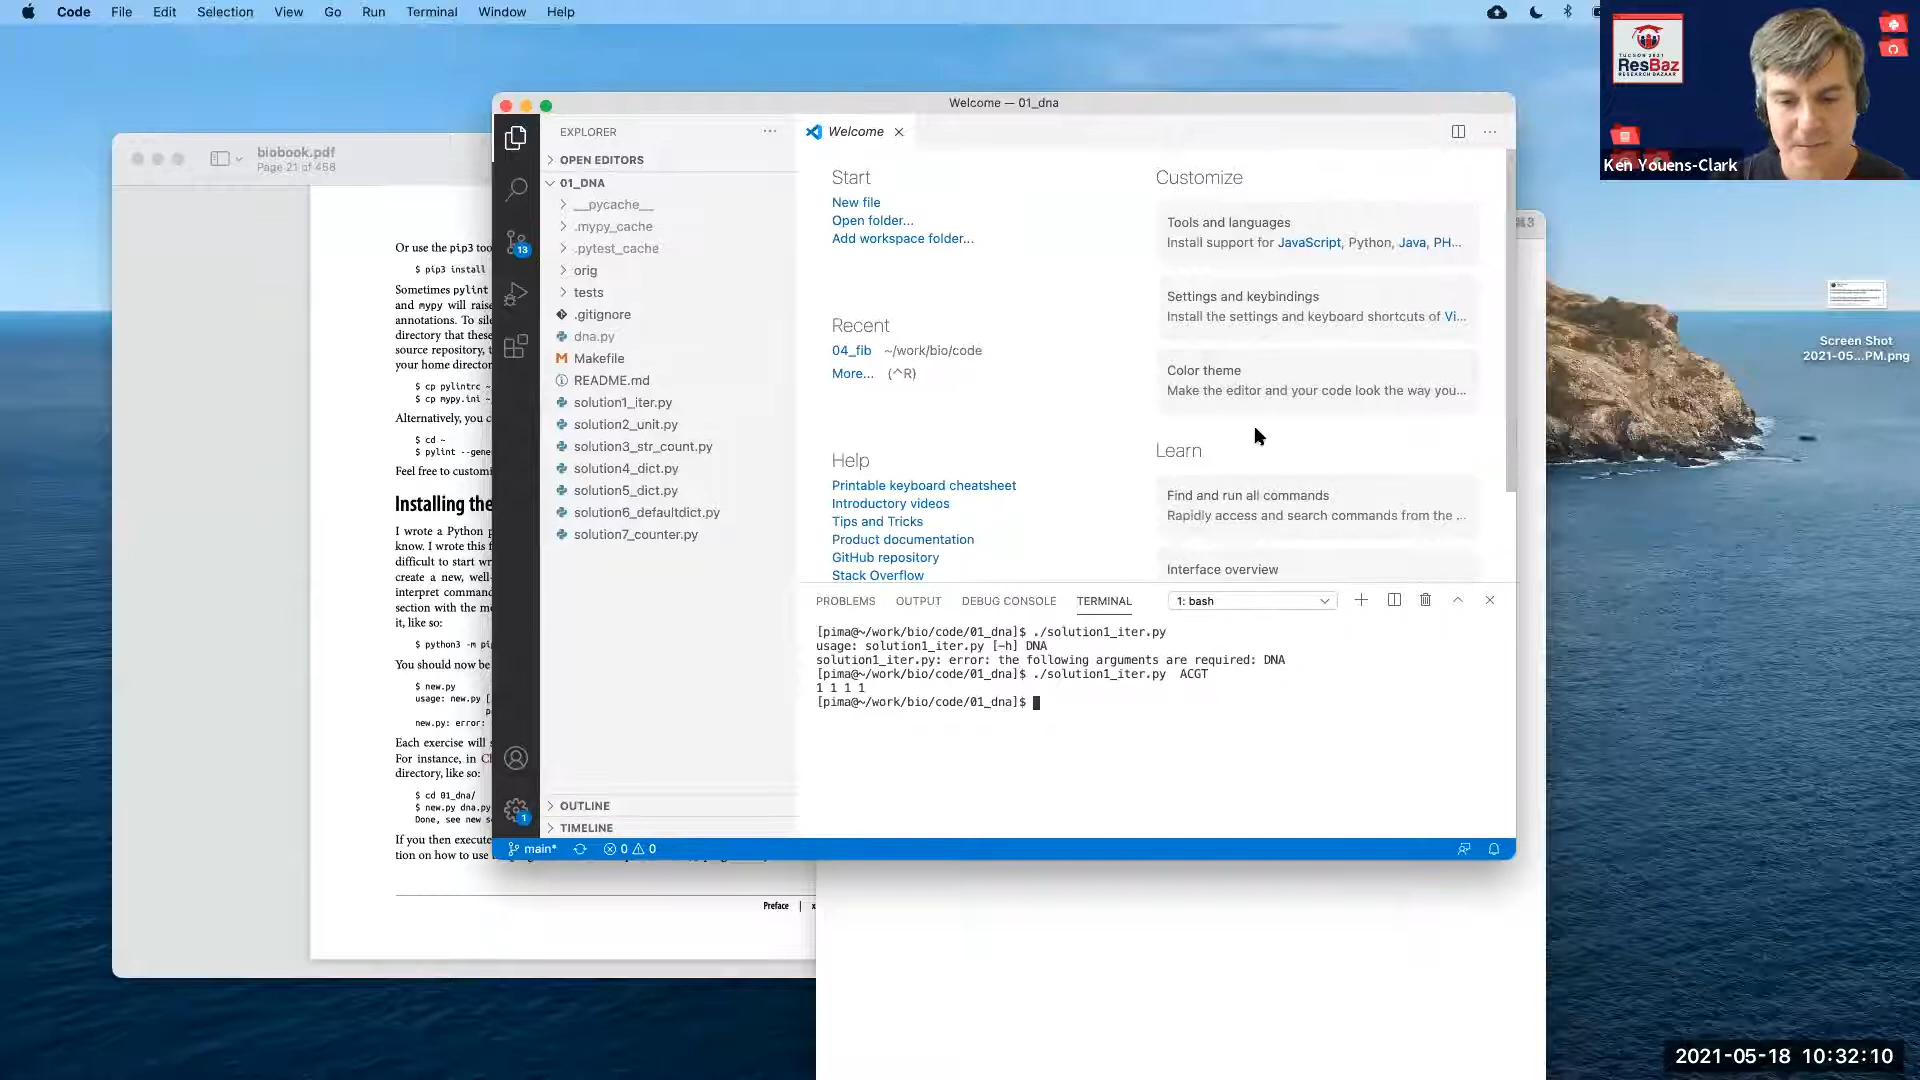 Code File Edit Selection View Go Run Terminal Window Help
TUCSON 2021
ResBaz
RESEARCH BAZAAR
Ken Youens-Clark
Screen Shot
2021-05...PM.png
2021-05-18 10:32:10
biobook.pdf
Page 21 of 458
Or use the pip3 too
$ pip3 install
Sometimes pylint
and mypy will raise
annotations. To sile
directory that these
source repository, t
your home director
$ cp pylintrc ~
$ cp mypy.ini ~
Alternatively, you c
$ cd ~
$ pylint --gene
Feel free to customi
Installing the
I wrote a Python p
know. I wrote this f
difficult to start wr
create a new, well-
interpret command
section with the mo
it, like so:
$ python3 -m pip
You should now be
$ new.py
usage: new.py [
new.py: error:
Each exercise will s
For instance, in Ch
directory, like so:
$ cd 01_dna/
$ new.py dna.py
Done, see new s
If you then execute
tion on how to use
Preface |
Welcome — 01_dna
EXPLORER
OPEN EDITORS
01_DNA
__pycache__
.mypy_cache
.pytest_cache
orig
tests
.gitignore
dna.py
Makefile
README.md
solution1_iter.py
solution2_unit.py
solution3_str_count.py
solution4_dict.py
solution5_dict.py
solution6_defaultdict.py
solution7_counter.py
OUTLINE
TIMELINE
13
1
Welcome
Start
New file
Open folder...
Add workspace folder...
Recent
04_fib ~/work/bio/code
More... (^R)
Help
Printable keyboard cheatsheet
Introductory videos
Tips and Tricks
Product documentation
GitHub repository
Stack Overflow
Customize
Tools and languages
Install support for JavaScript, Python, Java, PH...
Settings and keybindings
Install the settings and keyboard shortcuts of Vi...
Color theme
Make the editor and your code look the way you...
Learn
Find and run all commands
Rapidly access and search commands from the ...
Interface overview
⌘3
PROBLEMS OUTPUT DEBUG CONSOLE TERMINAL 1: bash
[pima@~/work/bio/code/01_dna]$ ./solution1_iter.py
usage: solution1_iter.py [-h] DNA
solution1_iter.py: error: the following arguments are required: DNA
[pima@~/work/bio/code/01_dna]$ ./solution1_iter.py ACGT
1 1 1 1
[pima@~/work/bio/code/01_dna]$
main* 0 0